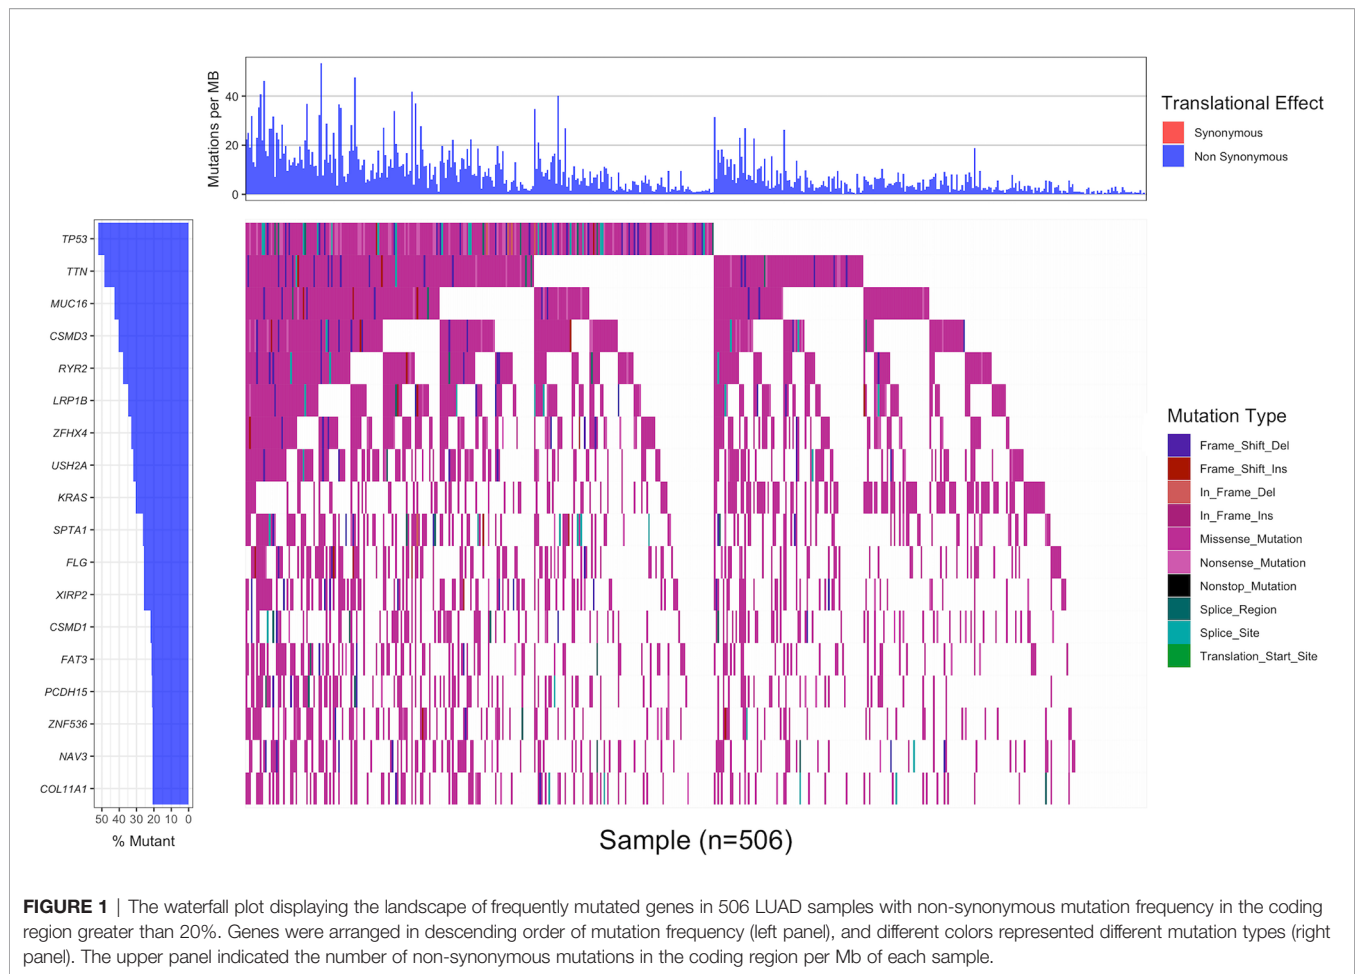 Mutations per MB
40
20
0
Translational Effect
Synonymous
Non Synonymous
TP53
TTN
MUC16
CSMD3
RYR2
LRP1B
ZFHX4
USH2A
KRAS
SPTA1
FLG
XIRP2
CSMD1
FAT3
PCDH15
ZNF536
NAV3
COL11A1
50 40 30 20 10 0
% Mutant
Sample (n=506)
Mutation Type
Frame_Shift_Del
Frame_Shift_Ins
In_Frame_Del
In_Frame_Ins
Missense_Mutation
Nonsense_Mutation
Nonstop_Mutation
Splice_Region
Splice_Site
Translation_Start_Site
FIGURE 1 | The waterfall plot displaying the landscape of frequently mutated genes in 506 LUAD samples with non-synonymous mutation frequency in the coding
region greater than 20%. Genes were arranged in descending order of mutation frequency (left panel), and different colors represented different mutation types (right
panel). The upper panel indicated the number of non-synonymous mutations in the coding region per Mb of each sample.